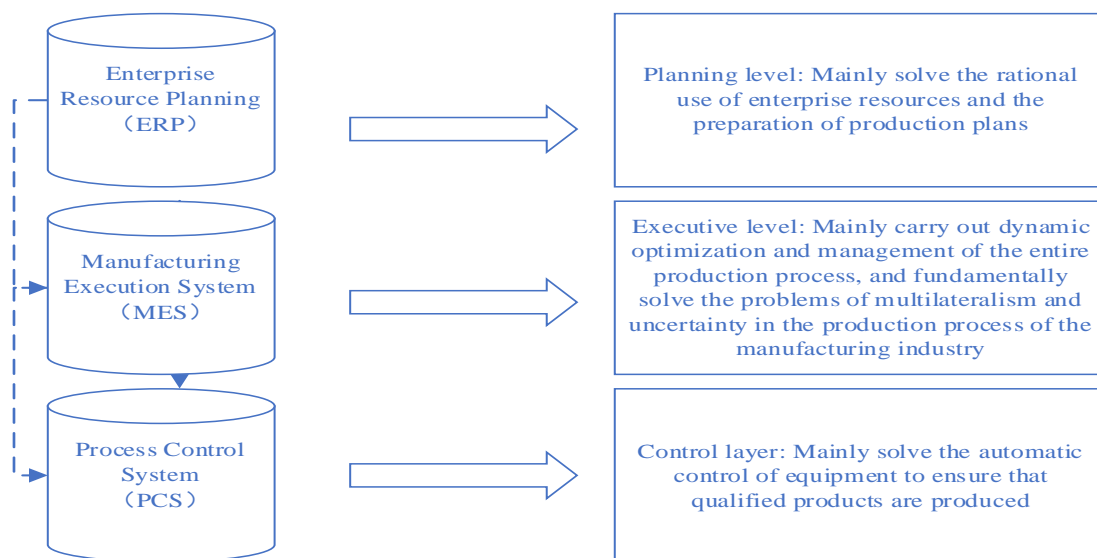 Enterprise
Resource Planning
（ERP）
Planning level: Mainly solve the rational
use of enterprise resources and the
preparation of production plans
Manufacturing
Execution System
（MES）
Executive level: Mainly carry out dynamic
optimization and management of the entire
production process, and fundamentally
solve the problems of multilateralism and
uncertainty in the production process of the
manufacturing industry
Process Control
System
（PCS）
Control layer: Mainly solve the automatic
control of equipment to ensure that
qualified products are produced